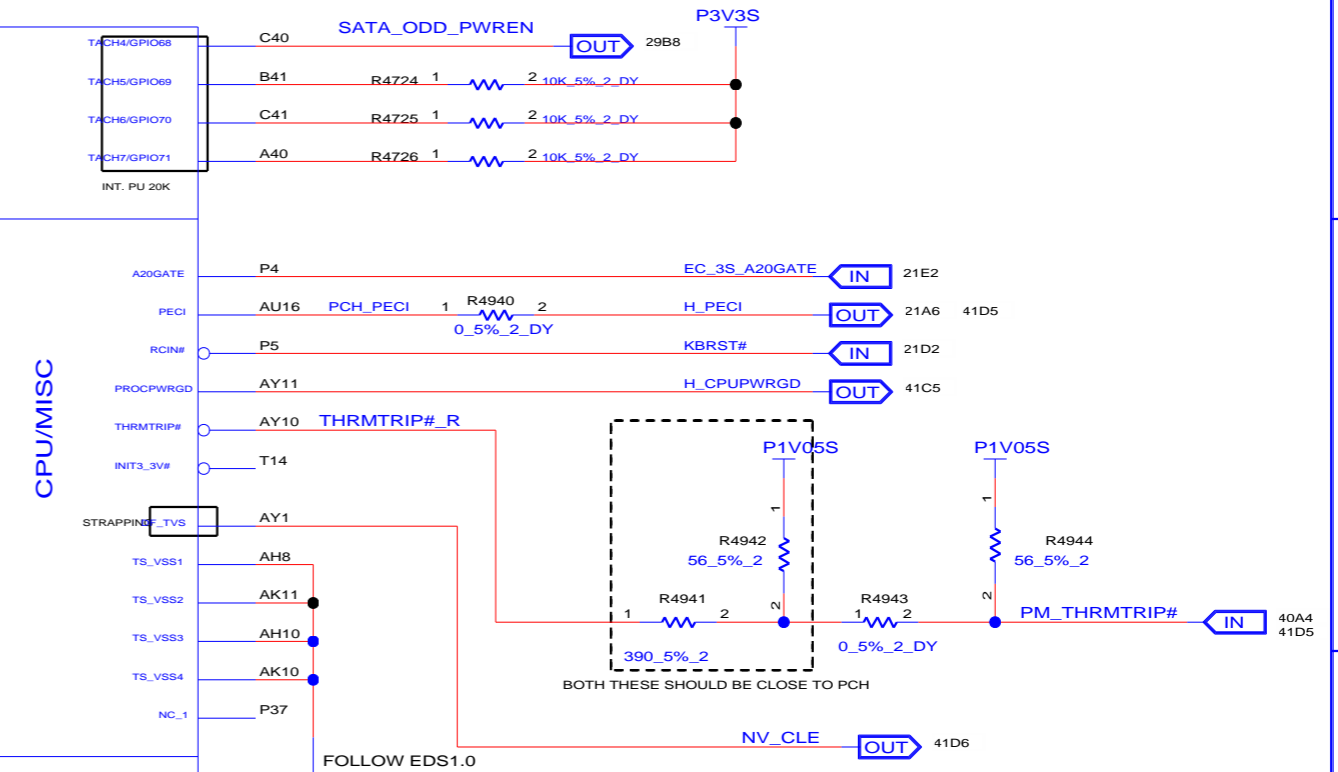 P3V3S
TACH4/GPIO68 C40 SATA_ODD_PWREN OUT 29B8
TACH5/GPIO69 B41 R4724 1 2 10K_5%_2_DY
TACH6/GPIO70 C41 R4725 1 2 10K_5%_2_DY
TACH7/GPIO71 A40 R4726 1 2 10K_5%_2_DY
INT. PU 20K
CPU/MISC
A20GATE P4 EC_3S_A20GATE IN 21E2
PECI AU16 PCH_PECI 1 R4940 2 H_PECI OUT 21A6 41D5
0_5%_2_DY
RCIN# P5 KBRST# IN 21D2
PROCPWRGD AY11 H_CPUPWRGD OUT 41C5
THRMTRIP# AY10 THRMTRIP#_R
P1V05S P1V05S
INIT3_3V# T14
1 1
STRAPPING _TVS AY1
R4942 R4944
56_5%_2 56_5%_2
TS_VSS1 AH8
TS_VSS2 AK11
2 2
R4941 R4943
1 2 1 2 PM_THRMTRIP# IN 40A4
41D5
TS_VSS3 AH10
390_5%_2 0_5%_2_DY
TS_VSS4 AK10
BOTH THESE SHOULD BE CLOSE TO PCH
NC_1 P37
NV_CLE OUT 41D6
FOLLOW EDS1.0